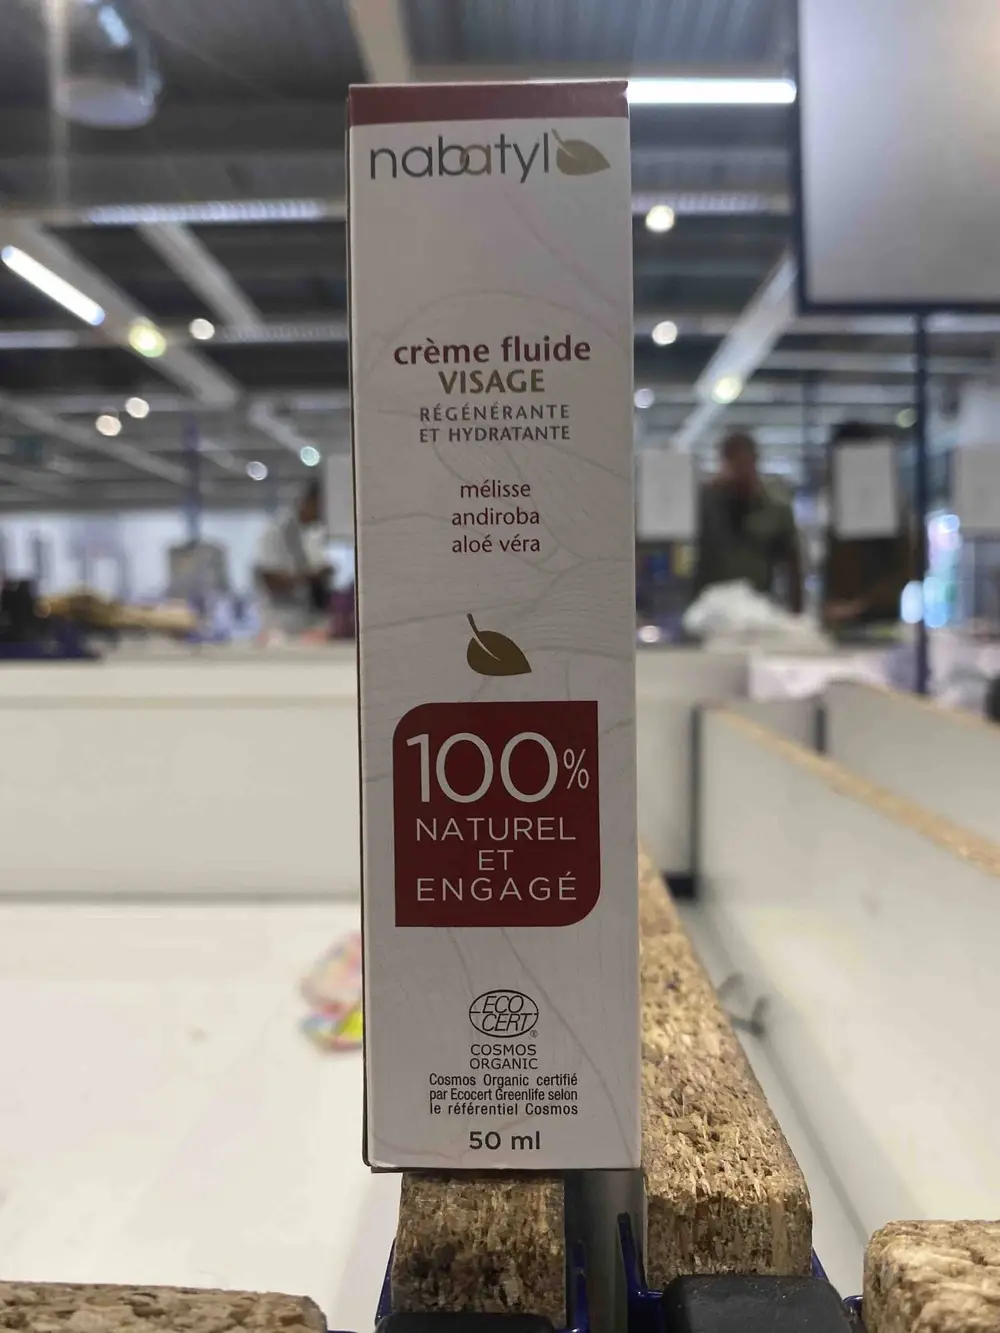 nabatyl
crème fluide
VISAGE
RÉGÉNÉRANTE
ET HYDRATANTE
mélisse
andiroba
aloé véra
100%
NATUREL
ET
ENGAGÉ
ECO
CERT®
COSMOS
ORGANIC
Cosmos Organic certifié
par Ecocert Greenlife selon
le référentiel Cosmos
50 ml